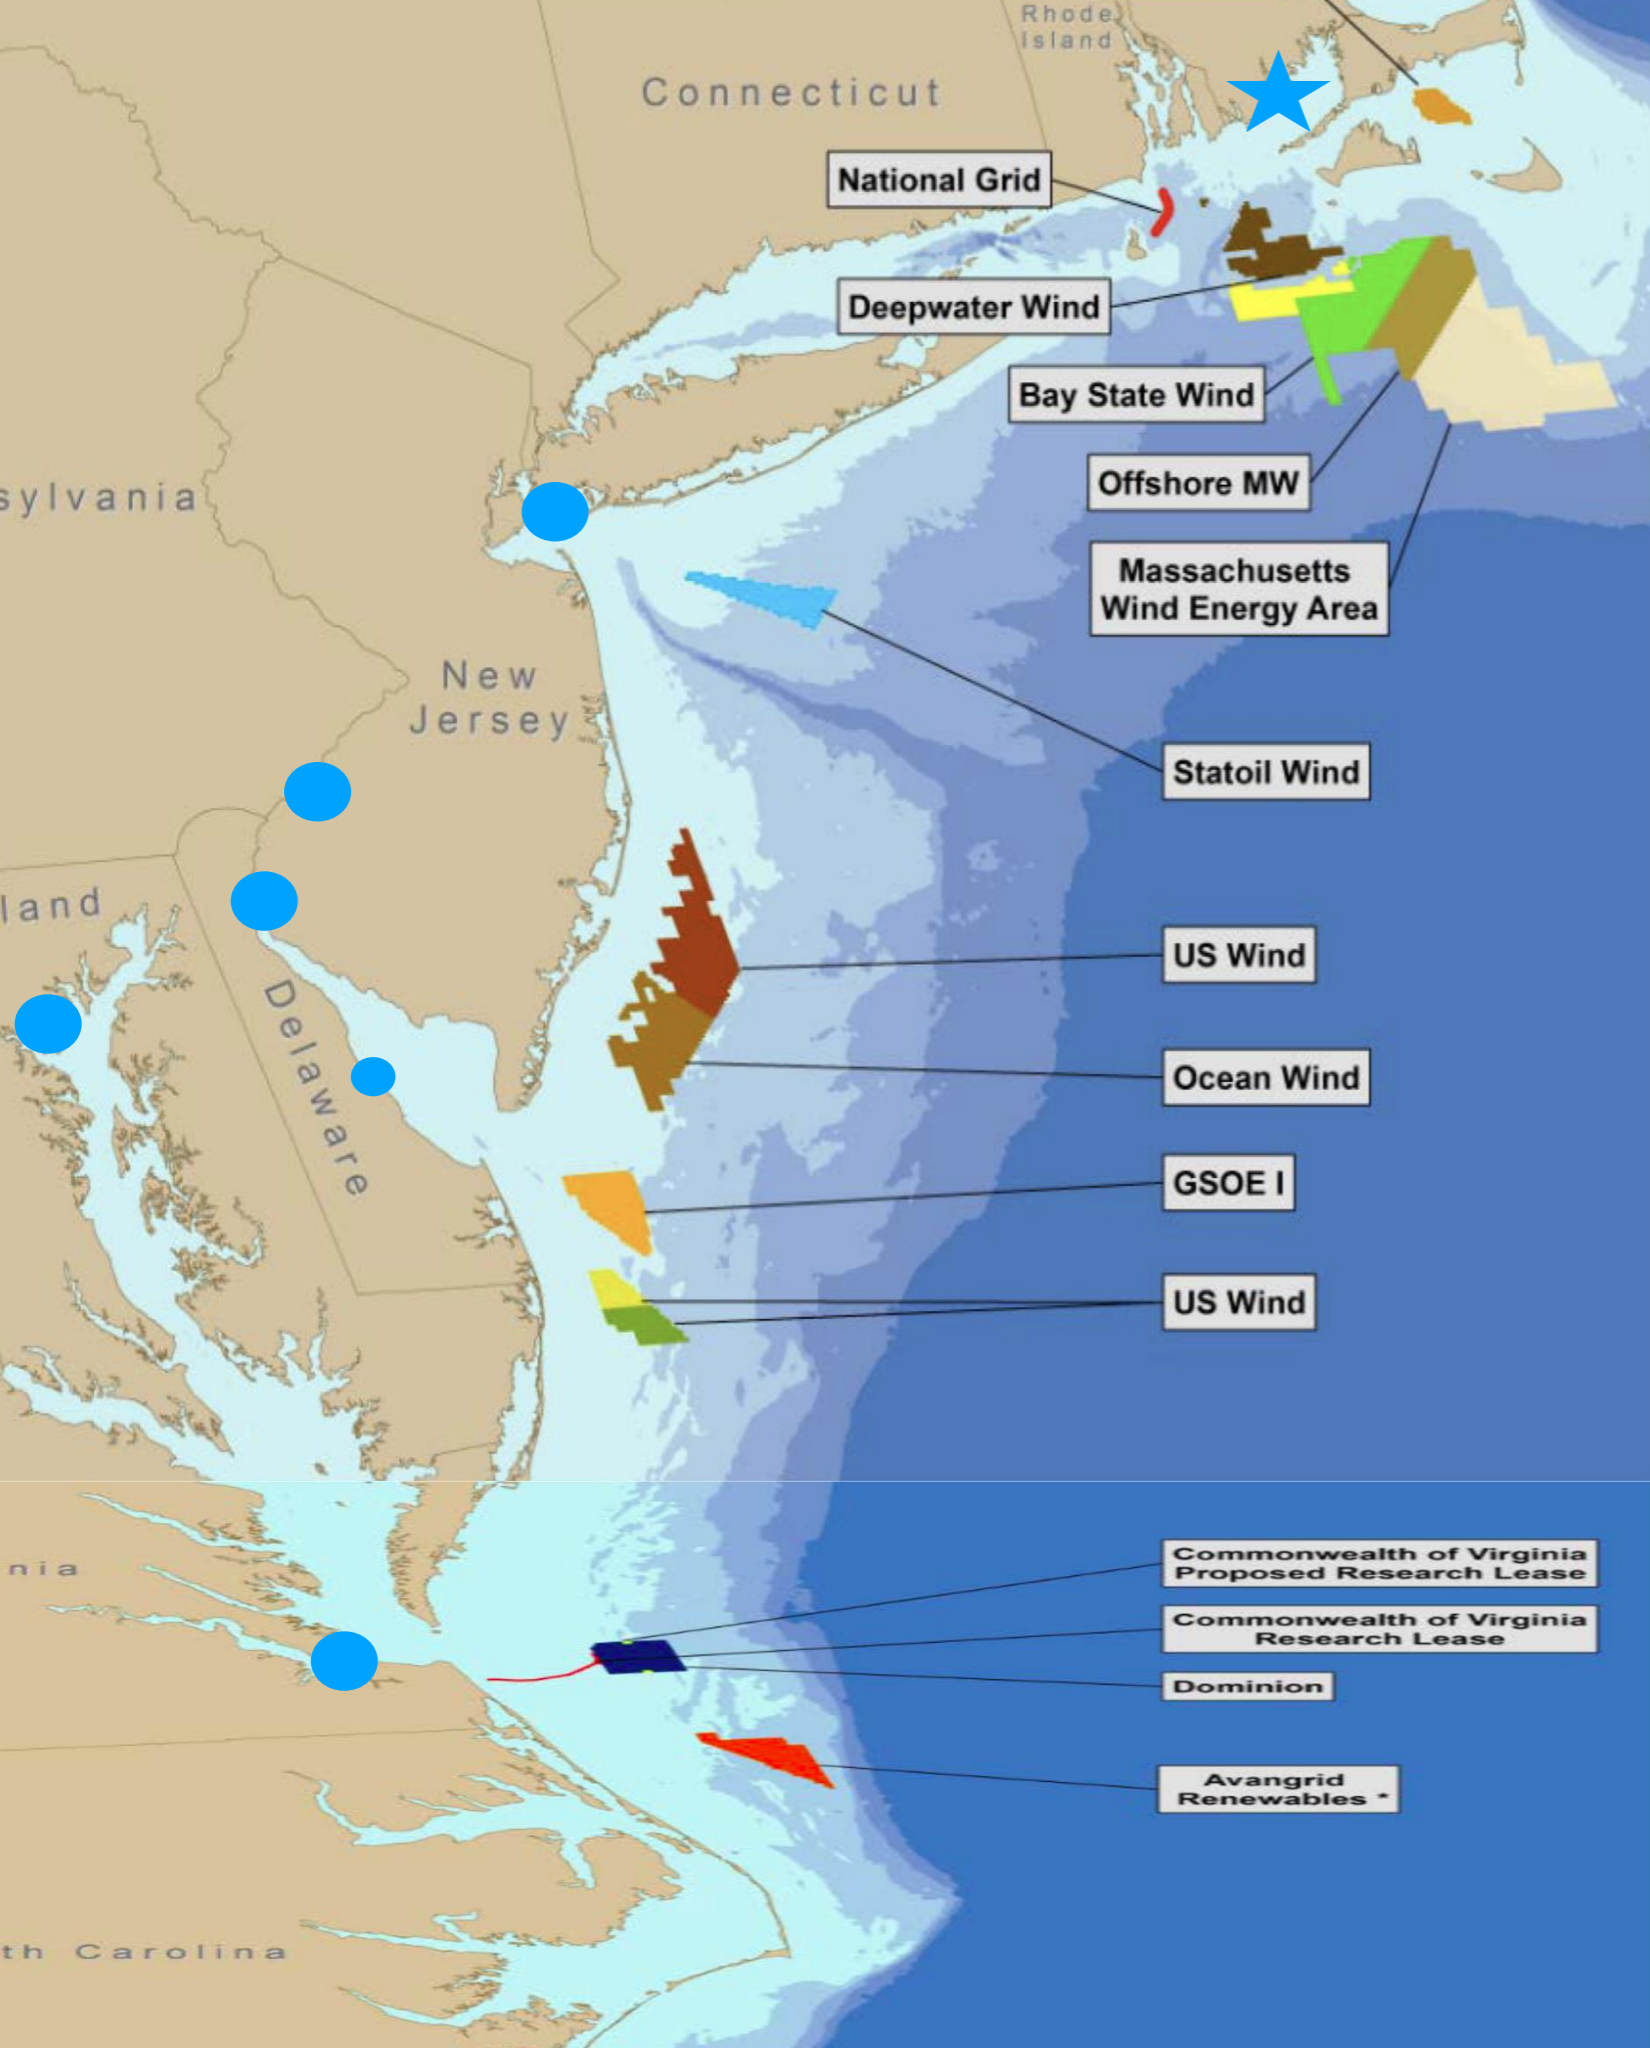 Rhode
Island
Connecticut
National Grid
Deepwater Wind
Bay State Wind
Offshore MW
sylvania
Massachusetts
Wind Energy Area
New
Jersey
Statoil Wind
land
US Wind
Delaware
Ocean Wind
GSOE I
US Wind
Commonwealth of Virginia
Proposed Research Lease
nia
Commonwealth of Virginia
Research Lease
Dominion
Avangrid
Renewables *
th Carolina